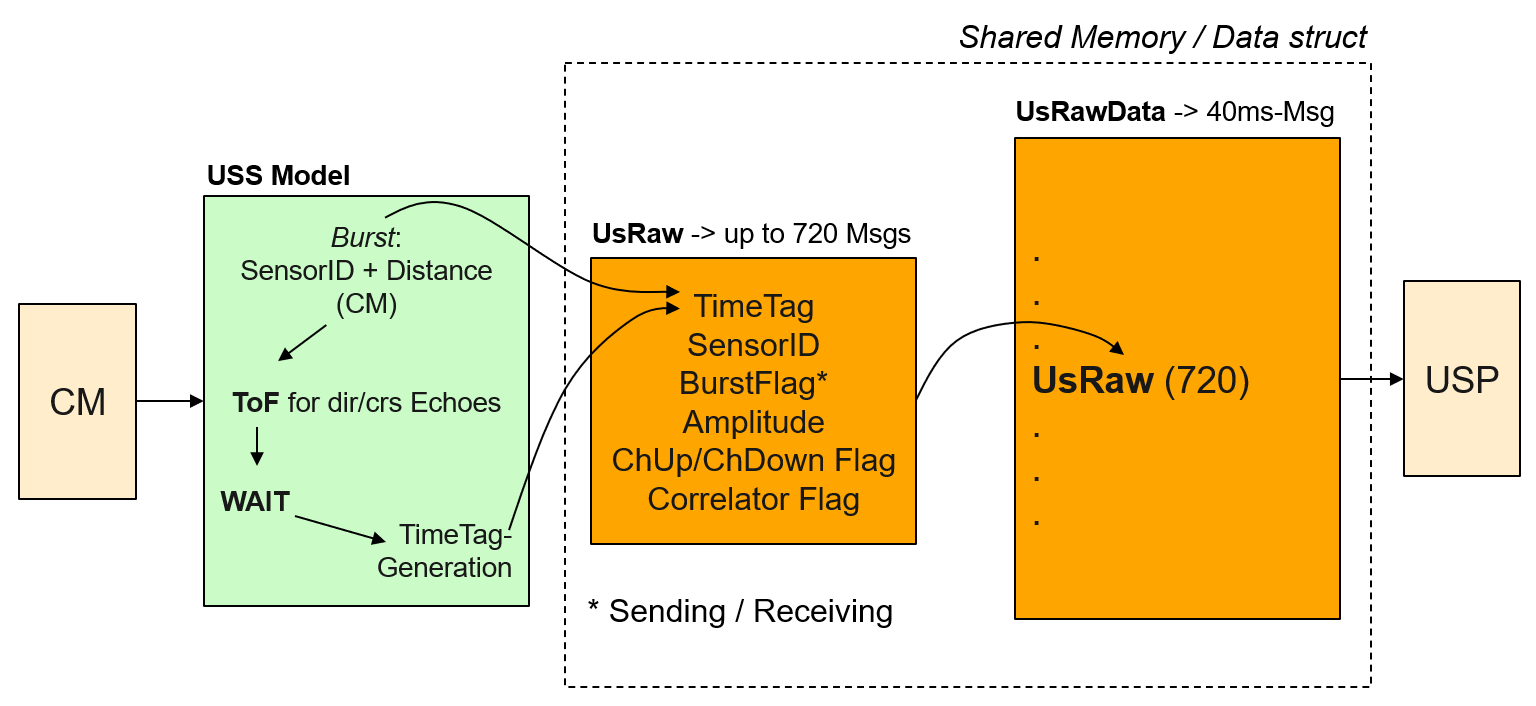 Shared Memory / Data struct
UsRawData -> 40ms-Msg
USS Model
UsRaw -> up to 720 Msgs
Burst:
SensorID + Distance
(CM)
ToF for dir/crs Echoes
WAIT
TimeTag-
Generation
CM
TimeTag
SensorID
BurstFlag*
Amplitude
ChUp/ChDown Flag
Correlator Flag
* Sending / Receiving
.
.
.
UsRaw (720)
.
.
.
USP